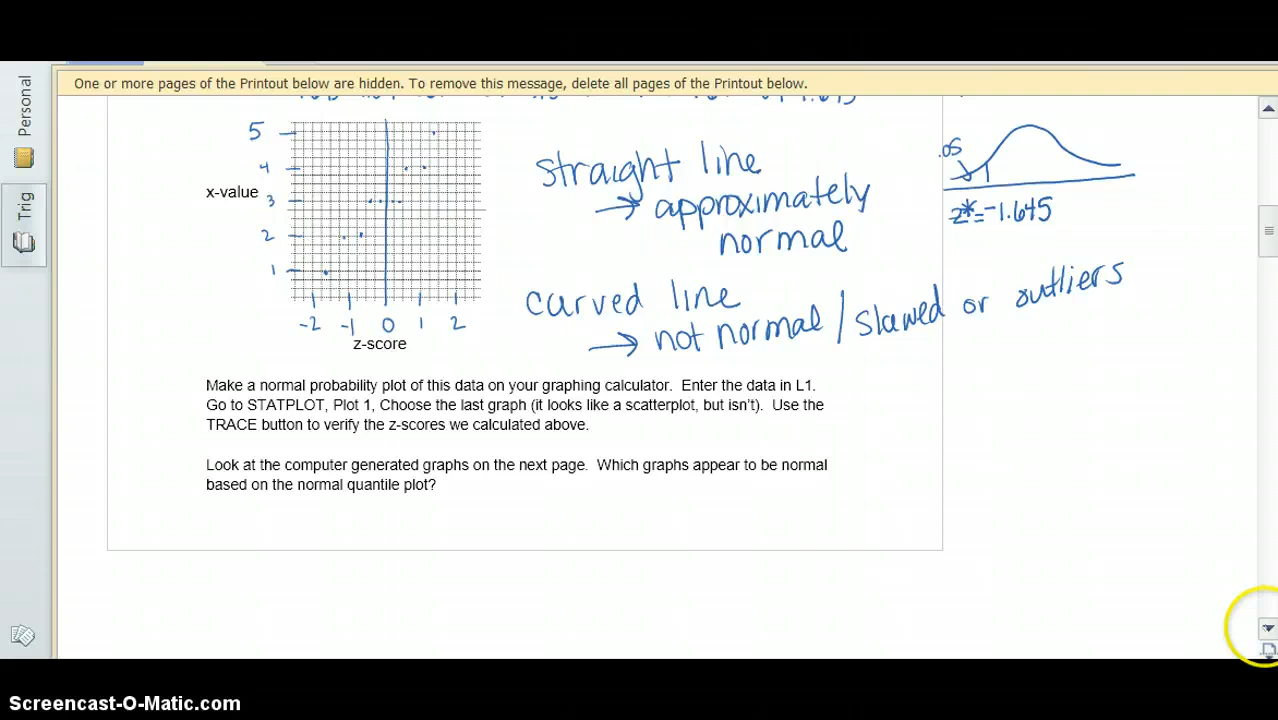 One or more pages of the Printout below are hidden. To remove this message, delete all pages of the Printout below.
Personal
Trig
5
4
x-value
3
2
1
-2 -1 0 1 2
z-score
straight line
→ approximately
normal
curved line
→ not normal / skewed or outliers
.05
z*=-1.645
Make a normal probability plot of this data on your graphing calculator. Enter the data in L1.
Go to STATPLOT, Plot 1, Choose the last graph (it looks like a scatterplot, but isn't). Use the
TRACE button to verify the z-scores we calculated above.
Look at the computer generated graphs on the next page. Which graphs appear to be normal
based on the normal quantile plot?
Screencast-O-Matic.com